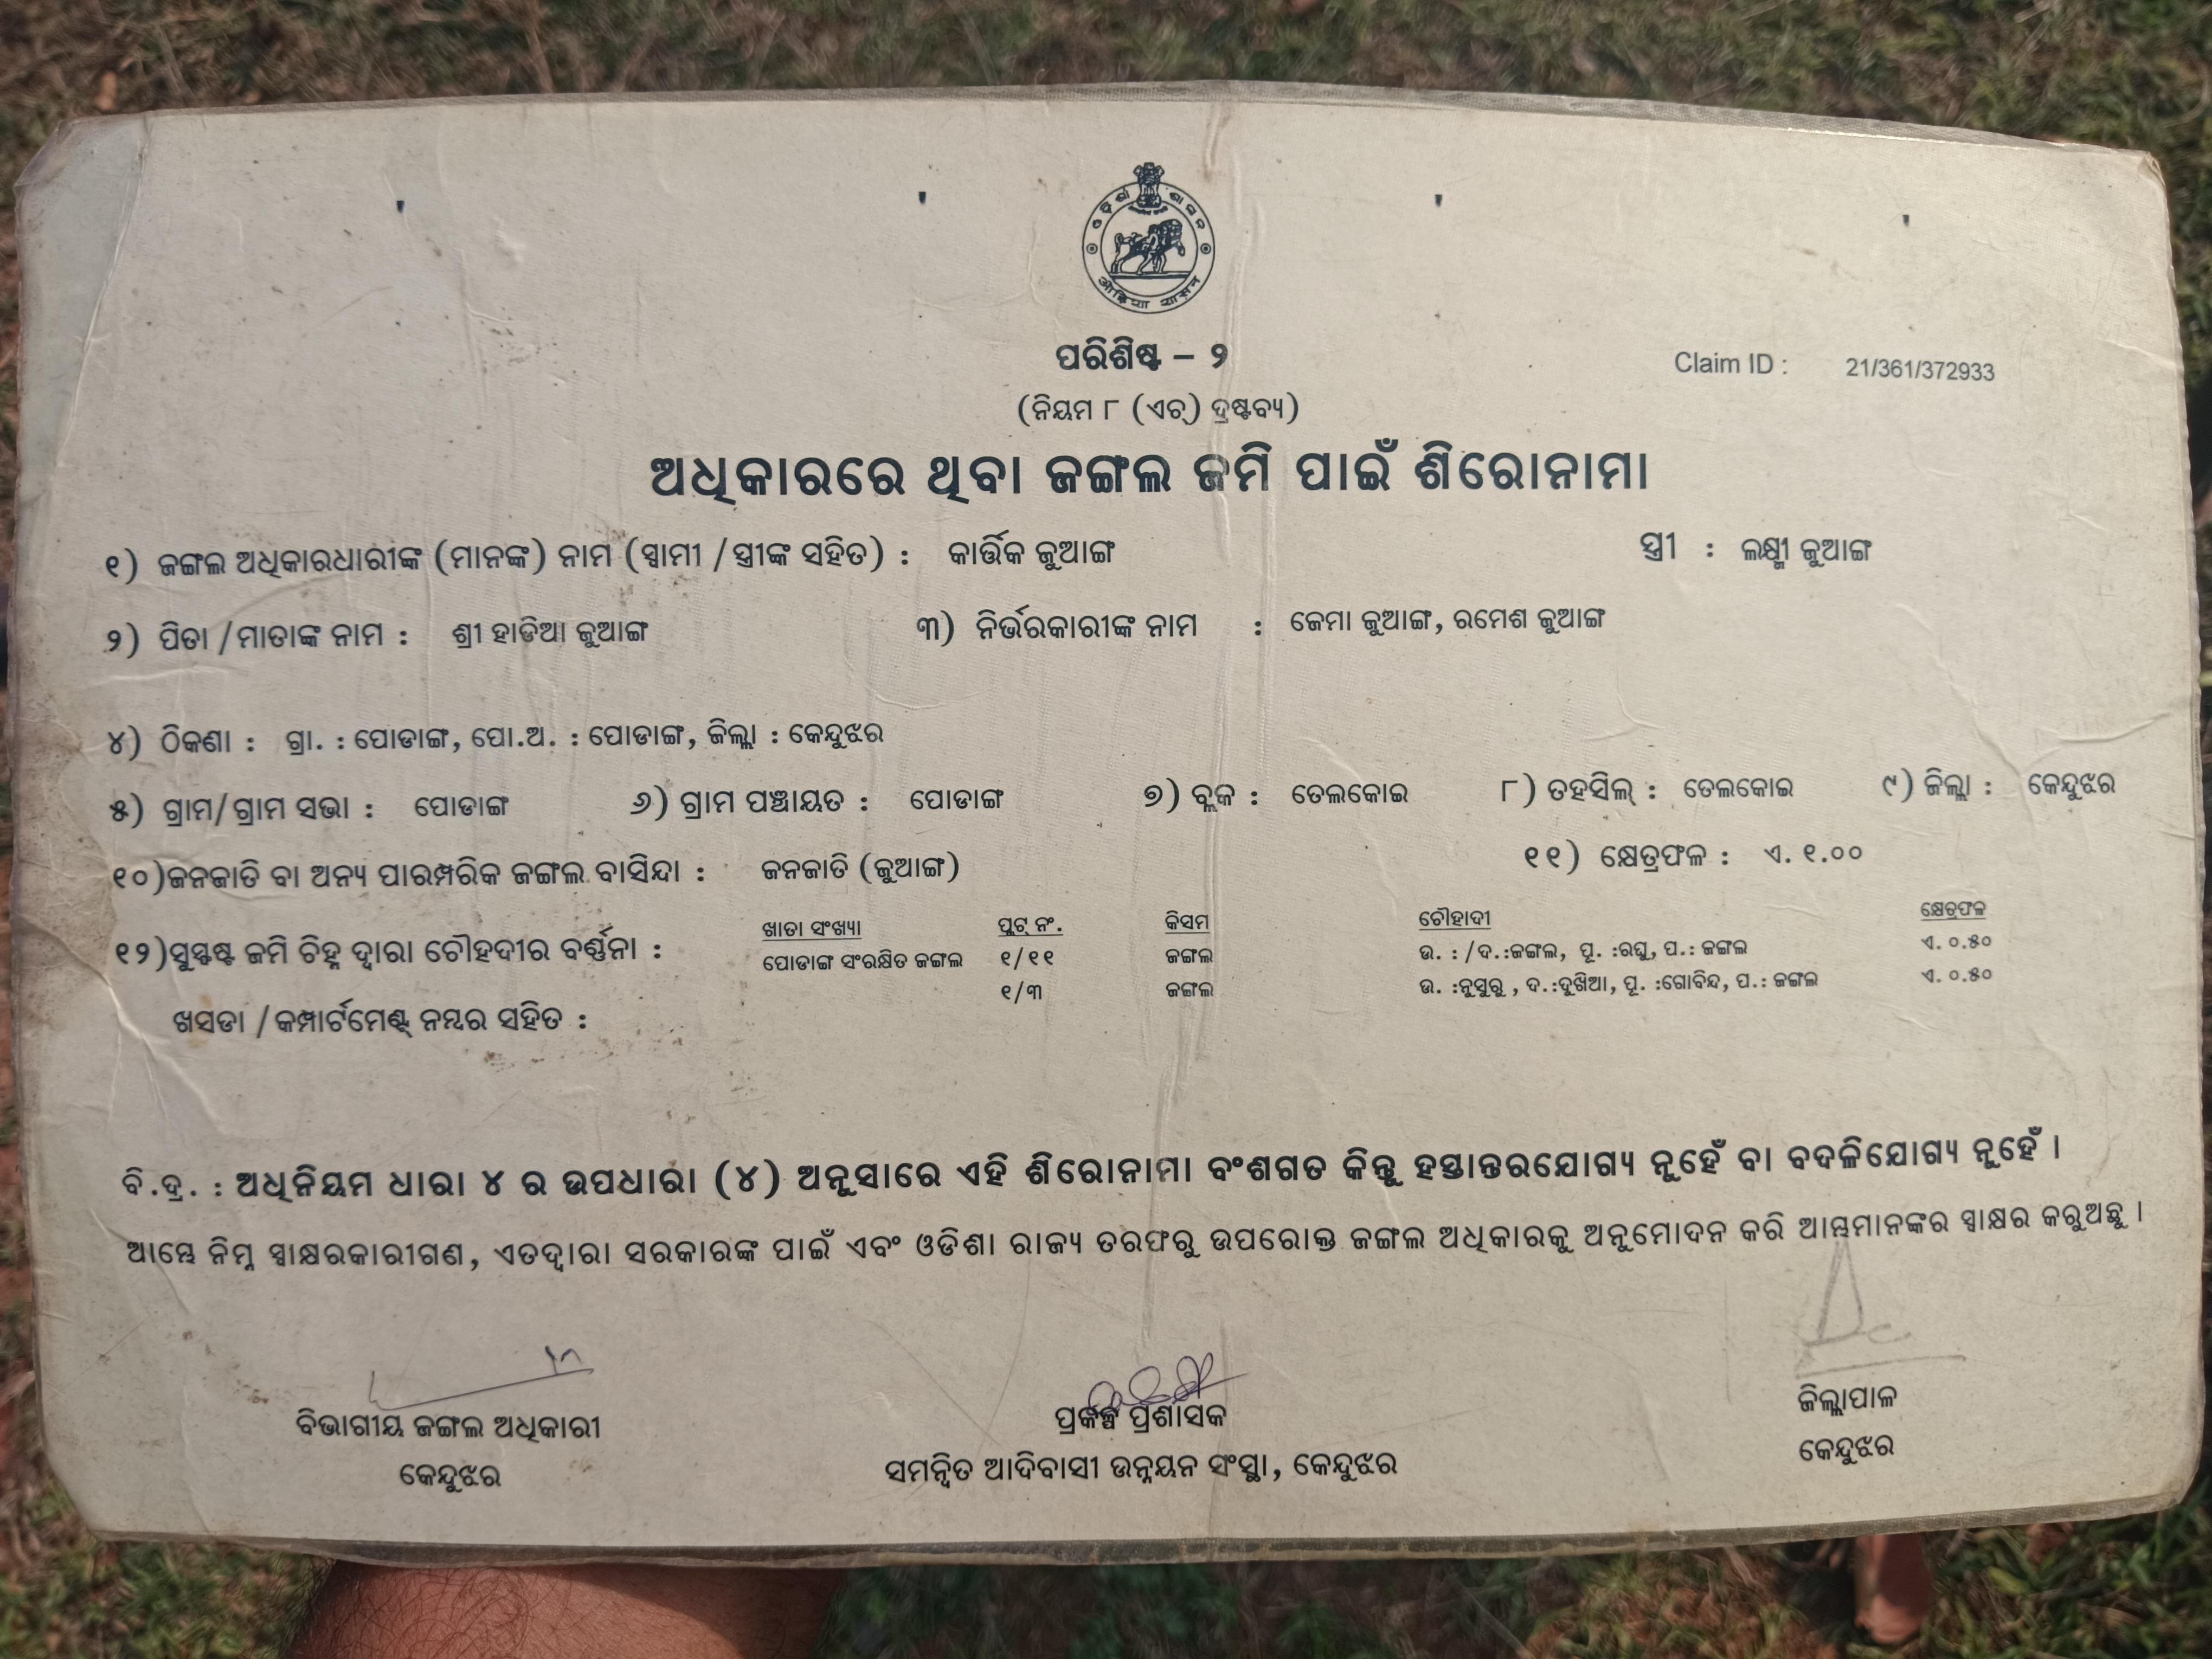 ଓଡ଼ିଶା ଶାସନ
ओड़िशा शासन
ପରିଶିଷ୍ଟ – ୨
Claim ID : 21/361/372933
(ନିୟମ ୮ (ଏଚ୍) ଦ୍ରଷ୍ଟବ୍ୟ)
ଅଧିକାରରେ ଥିବା ଜଙ୍ଗଲ ଜମି ପାଇଁ ଶିରୋନାମା
୧) ଜଙ୍ଗଲ ଅଧିକାରଧାରୀଙ୍କ (ମାନଙ୍କ) ନାମ (ସ୍ୱାମୀ /ସ୍ତ୍ରୀଙ୍କ ସହିତ) : କାର୍ତ୍ତିକ ଜୁଆଙ୍ଗ ସ୍ତ୍ରୀ : ଲକ୍ଷ୍ମୀ ଜୁଆଙ୍ଗ
୨) ପିତା /ମାତାଙ୍କ ନାମ : ଶ୍ରୀ ହାଡିଆ ଜୁଆଙ୍ଗ ୩) ନିର୍ଭରକାରୀଙ୍କ ନାମ : ଜେମା ଜୁଆଙ୍ଗ, ରମେଶ ଜୁଆଙ୍ଗ
୪) ଠିକଣା : ଗ୍ରା. : ପୋଡାଙ୍ଗ, ପୋ.ଅ. : ପୋଡାଙ୍ଗ, ଜିଲ୍ଲା : କେନ୍ଦୁଝର
୫) ଗ୍ରାମ/ଗ୍ରାମ ସଭା : ପୋଡାଙ୍ଗ ୬) ଗ୍ରାମ ପଞ୍ଚାୟତ : ପୋଡାଙ୍ଗ ୭) ବ୍ଲକ : ତେଲକୋଇ ୮) ତହସିଲ୍ : ତେଲକୋଇ ୯) ଜିଲ୍ଲା : କେନ୍ଦୁଝର
୧୦)ଜନଜାତି ବା ଅନ୍ୟ ପାରମ୍ପରିକ ଜଙ୍ଗଲ ବାସିନ୍ଦା : ଜନଜାତି (ଜୁଆଙ୍ଗ) ୧୧) କ୍ଷେତ୍ରଫଳ : ଏ. ୧.୦୦
୧୨)ସୁସ୍ପଷ୍ଟ ଜମି ଚିହ୍ନ ଦ୍ୱାରା ଚୌହଦୀର ବର୍ଣ୍ଣନା : ଖାତା ସଂଖ୍ୟା ପ୍ଲଟ୍ ନଂ. କିସମ ଚୌହାଦୀ କ୍ଷେତ୍ରଫଳ
ପୋଡାଙ୍ଗ ସଂରକ୍ଷିତ ଜଙ୍ଗଲ ୧/୧୧ ଜଙ୍ଗଲ ଉ. : /ଦ.:ଜଙ୍ଗଲ, ପୂ. :ରଘୁ, ପ.: ଜଙ୍ଗଲ ଏ. ୦.୫୦
୧/୩ ଜଙ୍ଗଲ ଉ. :ନୁସୁରୁ , ଦ.:ଦୁଖିଆ, ପୂ. :ଗୋବିନ୍ଦ, ପ.: ଜଙ୍ଗଲ ଏ. ୦.୫୦
ଖସଡା /କମ୍ପାର୍ଟମେଣ୍ଟ୍ ନମ୍ବର ସହିତ :
ବି.ଦ୍ର. : ଅଧିନିୟମ ଧାରା ୪ ର ଉପଧାରା (୪) ଅନୁସାରେ ଏହି ଶିରୋନାମା ବଂଶଗତ କିନ୍ତୁ ହସ୍ତାନ୍ତରଯୋଗ୍ୟ ନୁହେଁ ବା ବଦଳିଯୋଗ୍ୟ ନୁହେଁ ।
ଆମ୍ଭେ ନିମ୍ନ ସ୍ୱାକ୍ଷରକାରୀଗଣ, ଏତଦ୍ୱାରା ସରକାରଙ୍କ ପାଇଁ ଏବଂ ଓଡିଶା ରାଜ୍ୟ ତରଫରୁ ଉପରୋକ୍ତ ଜଙ୍ଗଲ ଅଧିକାରକୁ ଅନୁମୋଦନ କରି ଆମ୍ଭମାନଙ୍କର ସ୍ୱାକ୍ଷର କରୁଅଛୁ ।
ବିଭାଗୀୟ ଜଙ୍ଗଲ ଅଧିକାରୀ
କେନ୍ଦୁଝର
ପ୍ରକଳ୍ପ ପ୍ରଶାସକ
ସମନ୍ୱିତ ଆଦିବାସୀ ଉନ୍ନୟନ ସଂସ୍ଥା, କେନ୍ଦୁଝର
ଜିଲ୍ଲାପାଳ
କେନ୍ଦୁଝର